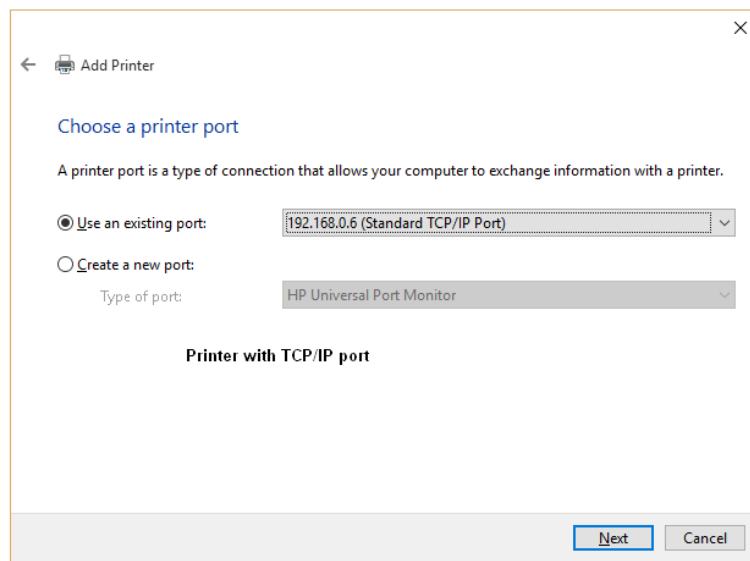 Add Printer
Choose a printer port
A printer port is a type of connection that allows your computer to exchange information with a printer.
Use an existing port: 192.168.0.6 (Standard TCP/IP Port)
Create a new port:
Type of port: HP Universal Port Monitor
Printer with TCP/IP port
Next Cancel